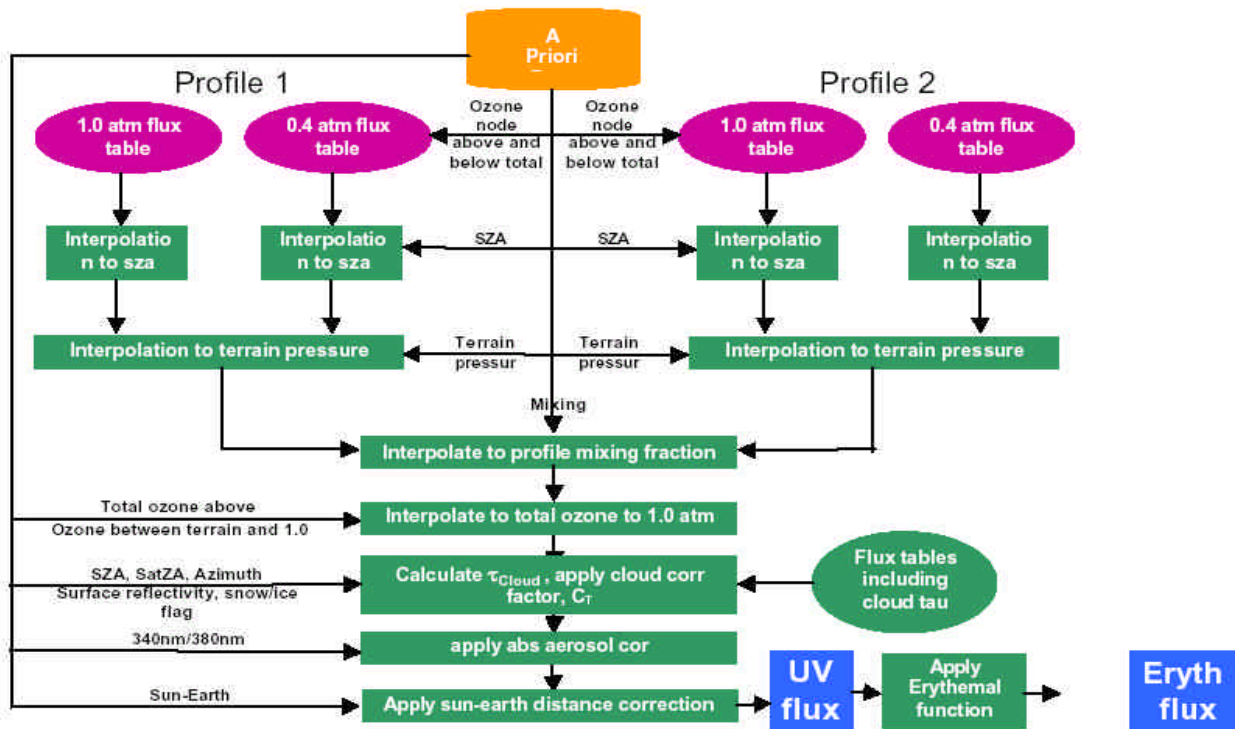 A
Priori
Profile 1
Profile 2
1.0 atm flux
table
0.4 atm flux
table
Ozone
node
above and
below total
Ozone
node
above and
below total
1.0 atm flux
table
0.4 atm flux
table
Interpolatio
n to sza
Interpolatio
n to sza
SZA
SZA
Interpolatio
n to sza
Interpolatio
n to sza
Interpolation to terrain pressure
Terrain
pressur
Terrain
pressur
Interpolation to terrain pressure
Mixing
Interpolate to profile mixing fraction
Total ozone above
Ozone between terrain and 1.0
Interpolate to total ozone to 1.0 atm
SZA, SatZA, Azimuth
Surface reflectivity, snow/ice
flag
Calculate τCloud , apply cloud corr
factor, CT
Flux tables
including
cloud tau
340nm/380nm
apply abs aerosol cor
Sun-Earth
Apply sun-earth distance correction
UV
flux
Apply
Erythemal
function
Eryth
flux